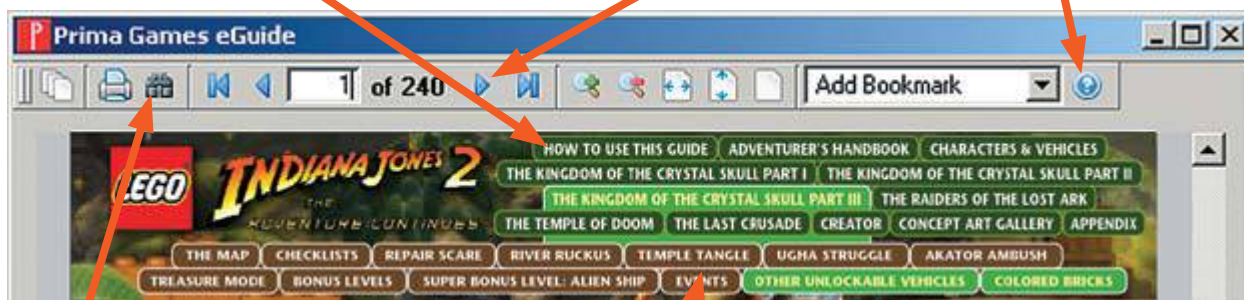 Prima Games eGuide
1 of 240 Add Bookmark
LEGO INDIANA JONES 2
THE
ADVENTURE CONTINUES
HOW TO USE THIS GUIDE ADVENTURER'S HANDBOOK CHARACTERS & VEHICLES
THE KINGDOM OF THE CRYSTAL SKULL PART I THE KINGDOM OF THE CRYSTAL SKULL PART II
THE KINGDOM OF THE CRYSTAL SKULL PART III THE RAIDERS OF THE LOST ARK
THE TEMPLE OF DOOM THE LAST CRUSADE CREATOR CONCEPT ART GALLERY APPENDIX
THE MAP CHECKLISTS REPAIR SCARE RIVER RUCKUS TEMPLE TANGLE UGHA STRUGGLE AKATOR AMBUSH
TREASURE MODE BONUS LEVELS SUPER BONUS LEVEL: ALIEN SHIP EVENTS OTHER UNLOCKABLE VEHICLES COLORED BRICKS